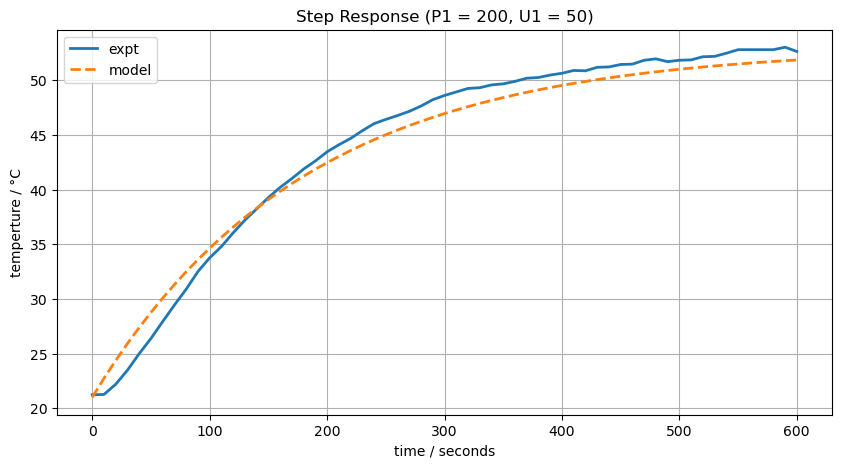 Step Response (P1 = 200, U1 = 50)
expt
model
temperture / °C
50
45
40
35
30
25
20
0 100 200 300 400 500 600
time / seconds